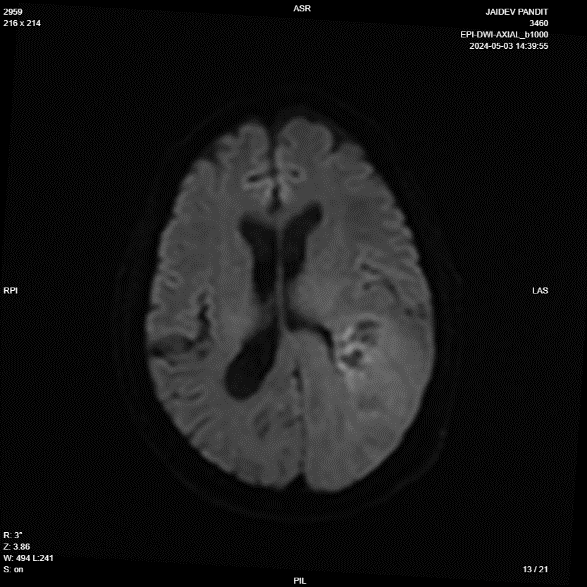 2959
216 x 214
ASR
JAIDEV PANDIT
3460
EPI-DWI-AXIAL_b1000
2024-05-03 14:39:55
RPI
LAS
R: 3°
Z: 3.86
W: 494 L:241
S: on
13 / 21
PIL